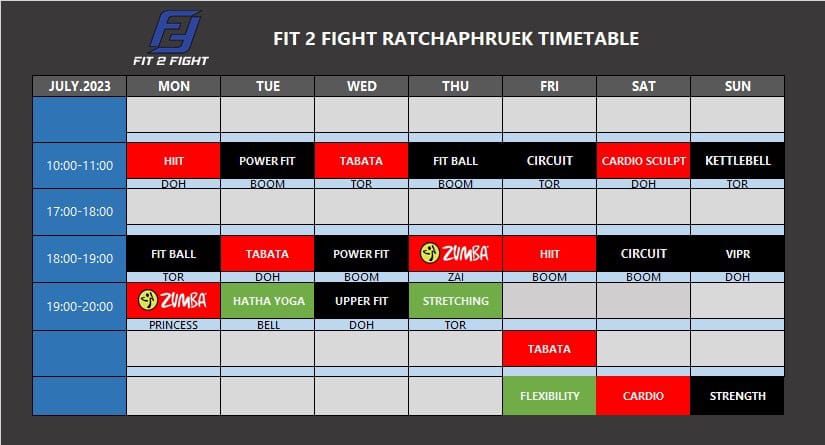 FIT 2 FIGHT RATCHAPHRUEK TIMETABLE
FIT 2 FIGHT
JULY.2023 MON TUE WED THU FRI SAT SUN
10:00-11:00 HIIT POWER FIT TABATA FIT BALL CIRCUIT CARDIO SCULPT KETTLEBELL
DOH BOOM TOR BOOM TOR DOH TOR
17:00-18:00
18:00-19:00 FIT BALL TABATA POWER FIT ZUMBA HIIT CIRCUIT VIPR
TOR DOH BOOM ZAI BOOM BOOM DOH
19:00-20:00 ZUMBA HATHA YOGA UPPER FIT STRETCHING
PRINCESS BELL DOH TOR
TABATA
FLEXIBILITY CARDIO STRENGTH